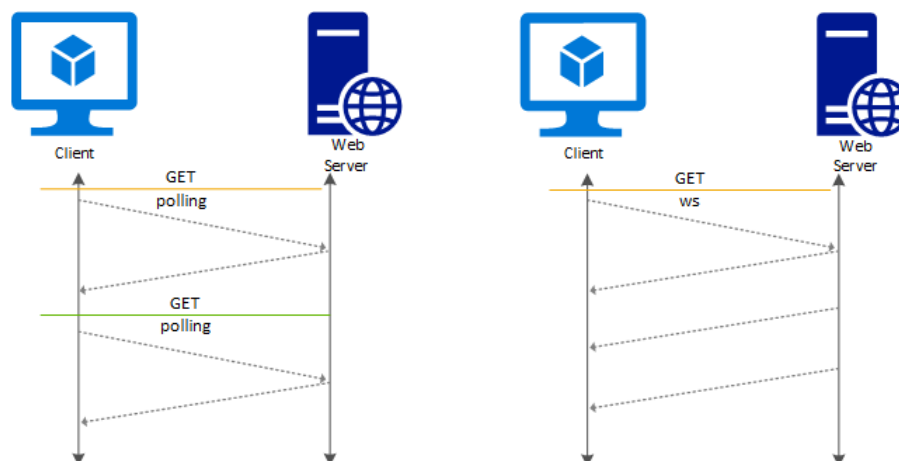 Client
Web
Server
GET
polling
GET
polling
Client
Web
Server
GET
ws